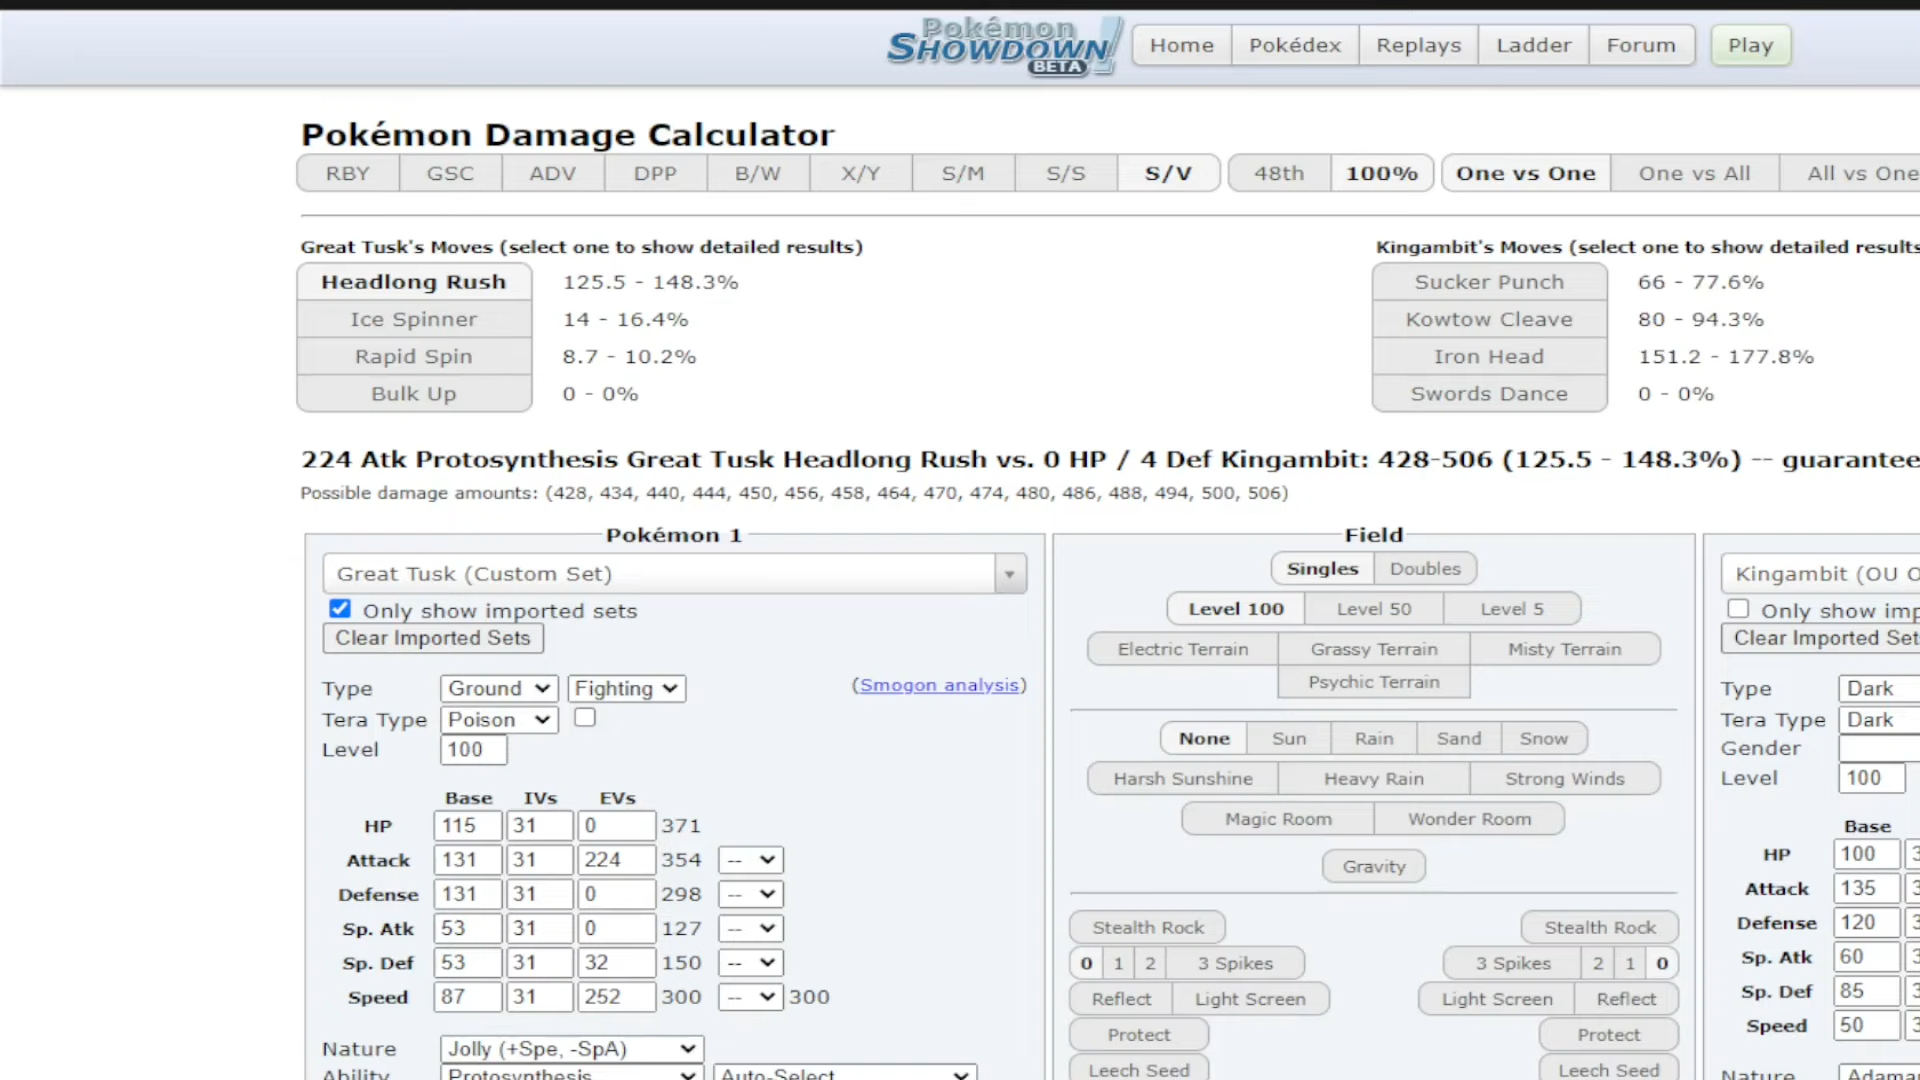 Pokémon SHOWDOWN! BETA
Home Pokédex Replays Ladder Forum Play
Pokémon Damage Calculator
RBY GSC ADV DPP B/W X/Y S/M S/S S/V 48th 100% One vs One One vs All All vs One
Great Tusk's Moves (select one to show detailed results)
Headlong Rush 125.5 - 148.3%
Ice Spinner 14 - 16.4%
Rapid Spin 8.7 - 10.2%
Bulk Up 0 - 0%
Kingambit's Moves (select one to show detailed results
Sucker Punch 66 - 77.6%
Kowtow Cleave 80 - 94.3%
Iron Head 151.2 - 177.8%
Swords Dance 0 - 0%
224 Atk Protosynthesis Great Tusk Headlong Rush vs. 0 HP / 4 Def Kingambit: 428-506 (125.5 - 148.3%) -- guarantee
Possible damage amounts: (428, 434, 440, 444, 450, 456, 458, 464, 470, 474, 480, 486, 488, 494, 500, 506)
Pokémon 1
Great Tusk (Custom Set)
Only show imported sets
Clear Imported Sets
Type Ground Fighting (Smogon analysis)
Tera Type Poison
Level 100
Base IVs EVs
HP 115 31 0 371
Attack 131 31 224 354 --
Defense 131 31 0 298 --
Sp. Atk 53 31 0 127 --
Sp. Def 53 31 32 150 --
Speed 87 31 252 300 -- 300
Nature Jolly (+Spe, -SpA)
Ability Protosynthesis Auto-Select
Field
Singles Doubles
Level 100 Level 50 Level 5
Electric Terrain Grassy Terrain Misty Terrain
Psychic Terrain
None Sun Rain Sand Snow
Harsh Sunshine Heavy Rain Strong Winds
Magic Room Wonder Room
Gravity
Stealth Rock Stealth Rock
0 1 2 3 Spikes 3 Spikes 2 1 0
Reflect Light Screen Light Screen Reflect
Protect Protect
Leech Seed Leech Seed
Kingambit (OU
Only show imp
Clear Imported Set
Type Dark
Tera Type Dark
Gender
Level 100
Base
HP 100 3
Attack 135 3
Defense 120 3
Sp. Atk 60 3
Sp. Def 85 3
Speed 50 3
Nature Adama